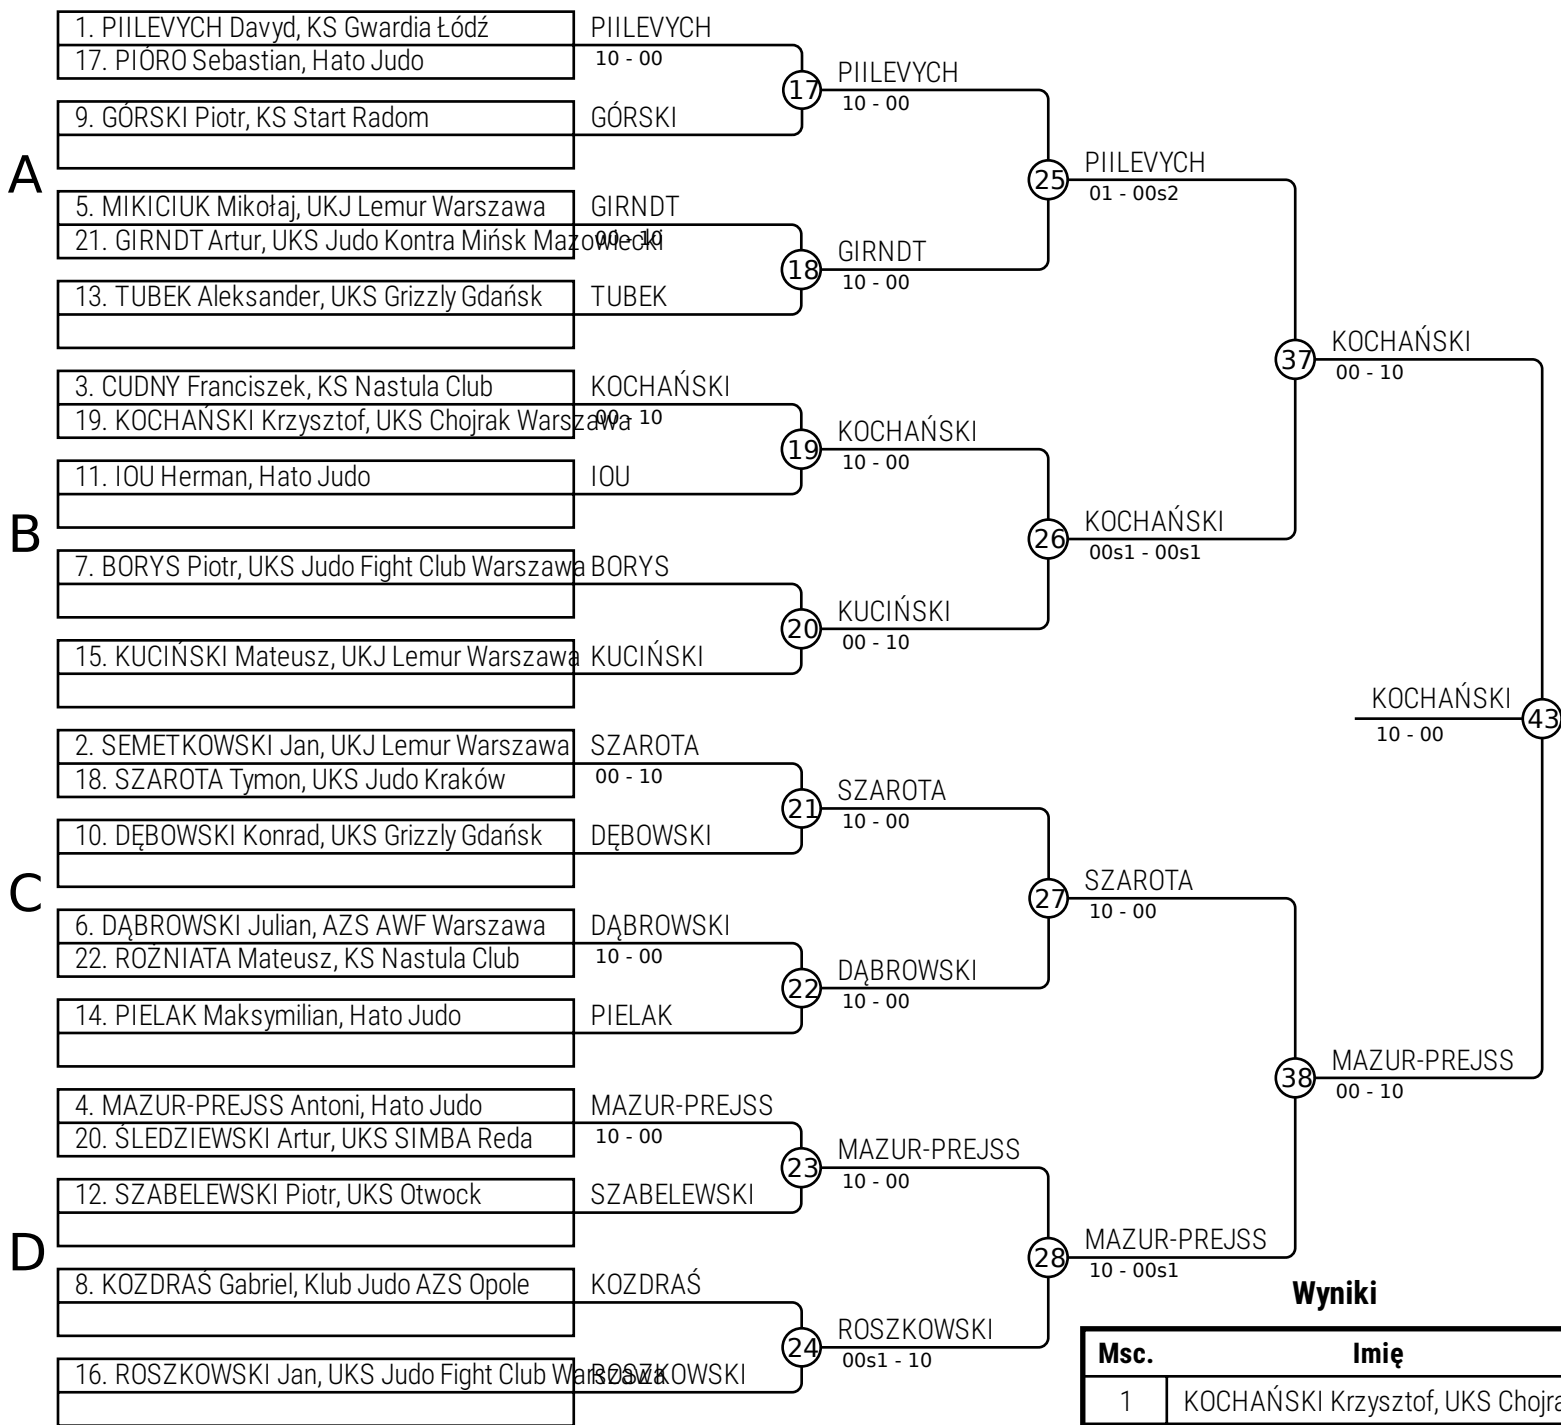 1. PIILEVYCH Davyd, KS Gwardia Łódź
17. PIÓRO Sebastian, Hato Judo
PIILEVYCH
10 - 00
9. GÓRSKI Piotr, KS Start Radom
GÓRSKI
17
PIILEVYCH
10 - 00
A
5. MIKICIUK Mikołaj, UKJ Lemur Warszawa
21. GIRNDT Artur, UKS Judo Kontra Mińsk Mazowiecki
GIRNDT
00 - 10
13. TUBEK Aleksander, UKS Grizzly Gdańsk
TUBEK
18
GIRNDT
10 - 00
25
PIILEVYCH
01 - 00s2
3. CUDNY Franciszek, KS Nastula Club
19. KOCHAŃSKI Krzysztof, UKS Chojrak Warszawa
KOCHAŃSKI
00 - 10
11. IOU Herman, Hato Judo
IOU
19
KOCHAŃSKI
10 - 00
B
7. BORYS Piotr, UKS Judo Fight Club Warszawa
BORYS
15. KUCIŃSKI Mateusz, UKJ Lemur Warszawa
KUCIŃSKI
20
KUCIŃSKI
00 - 10
26
KOCHAŃSKI
00s1 - 00s1
37
KOCHAŃSKI
00 - 10
KOCHAŃSKI
10 - 00
43
2. SEMETKOWSKI Jan, UKJ Lemur Warszawa
18. SZAROTA Tymon, UKS Judo Kraków
SZAROTA
00 - 10
10. DĘBOWSKI Konrad, UKS Grizzly Gdańsk
DĘBOWSKI
21
SZAROTA
10 - 00
C
6. DĄBROWSKI Julian, AZS AWF Warszawa
22. ROŻNIATA Mateusz, KS Nastula Club
DĄBROWSKI
10 - 00
14. PIELAK Maksymilian, Hato Judo
PIELAK
22
DĄBROWSKI
10 - 00
27
SZAROTA
10 - 00
4. MAZUR-PREJSS Antoni, Hato Judo
20. ŚLEDZIEWSKI Artur, UKS SIMBA Reda
MAZUR-PREJSS
10 - 00
12. SZABELEWSKI Piotr, UKS Otwock
SZABELEWSKI
23
MAZUR-PREJSS
10 - 00
D
8. KOZDRAŚ Gabriel, Klub Judo AZS Opole
KOZDRAŚ
16. ROSZKOWSKI Jan, UKS Judo Fight Club Warszawa
ROSZKOWSKI
24
ROSZKOWSKI
00s1 - 10
28
MAZUR-PREJSS
10 - 00s1
38
MAZUR-PREJSS
00 - 10
Wyniki
Msc. Imię
1 KOCHAŃSKI Krzysztof, UKS Chojra